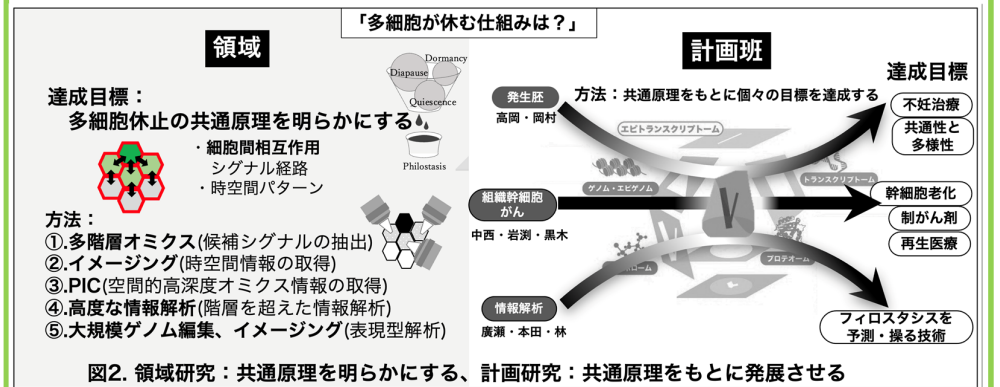 「多細胞が休む仕組みは？」
領域
達成目標：
多細胞休止の共通原理を明らかにする
Dormancy
Diapause
Quiescence
Philostasis
・細胞間相互作用
シグナル経路
・時空間パターン
方法：
①.多階層オミクス(候補シグナルの抽出)
②.イメージング(時空間情報の取得)
③.PIC(空間的高深度オミクス情報の取得)
④.高度な情報解析(階層を超えた情報解析)
⑤.大規模ゲノム編集、イメージング(表現型解析)
計画班
方法：共通原理をもとに個々の目標を達成する
発生胚
高岡・岡村
組織幹細胞
がん
中西・岩渕・黒木
情報解析
廣瀬・本田・林
エピトランスクリプトーム
ゲノム・エピゲノム
トランスクリプトーム
プロテオーム
達成目標
不妊治療
共通性と
多様性
幹細胞老化
制がん剤
再生医療
フィロスタシスを
予測・操る技術
図2. 領域研究：共通原理を明らかにする、計画研究：共通原理をもとに発展させる